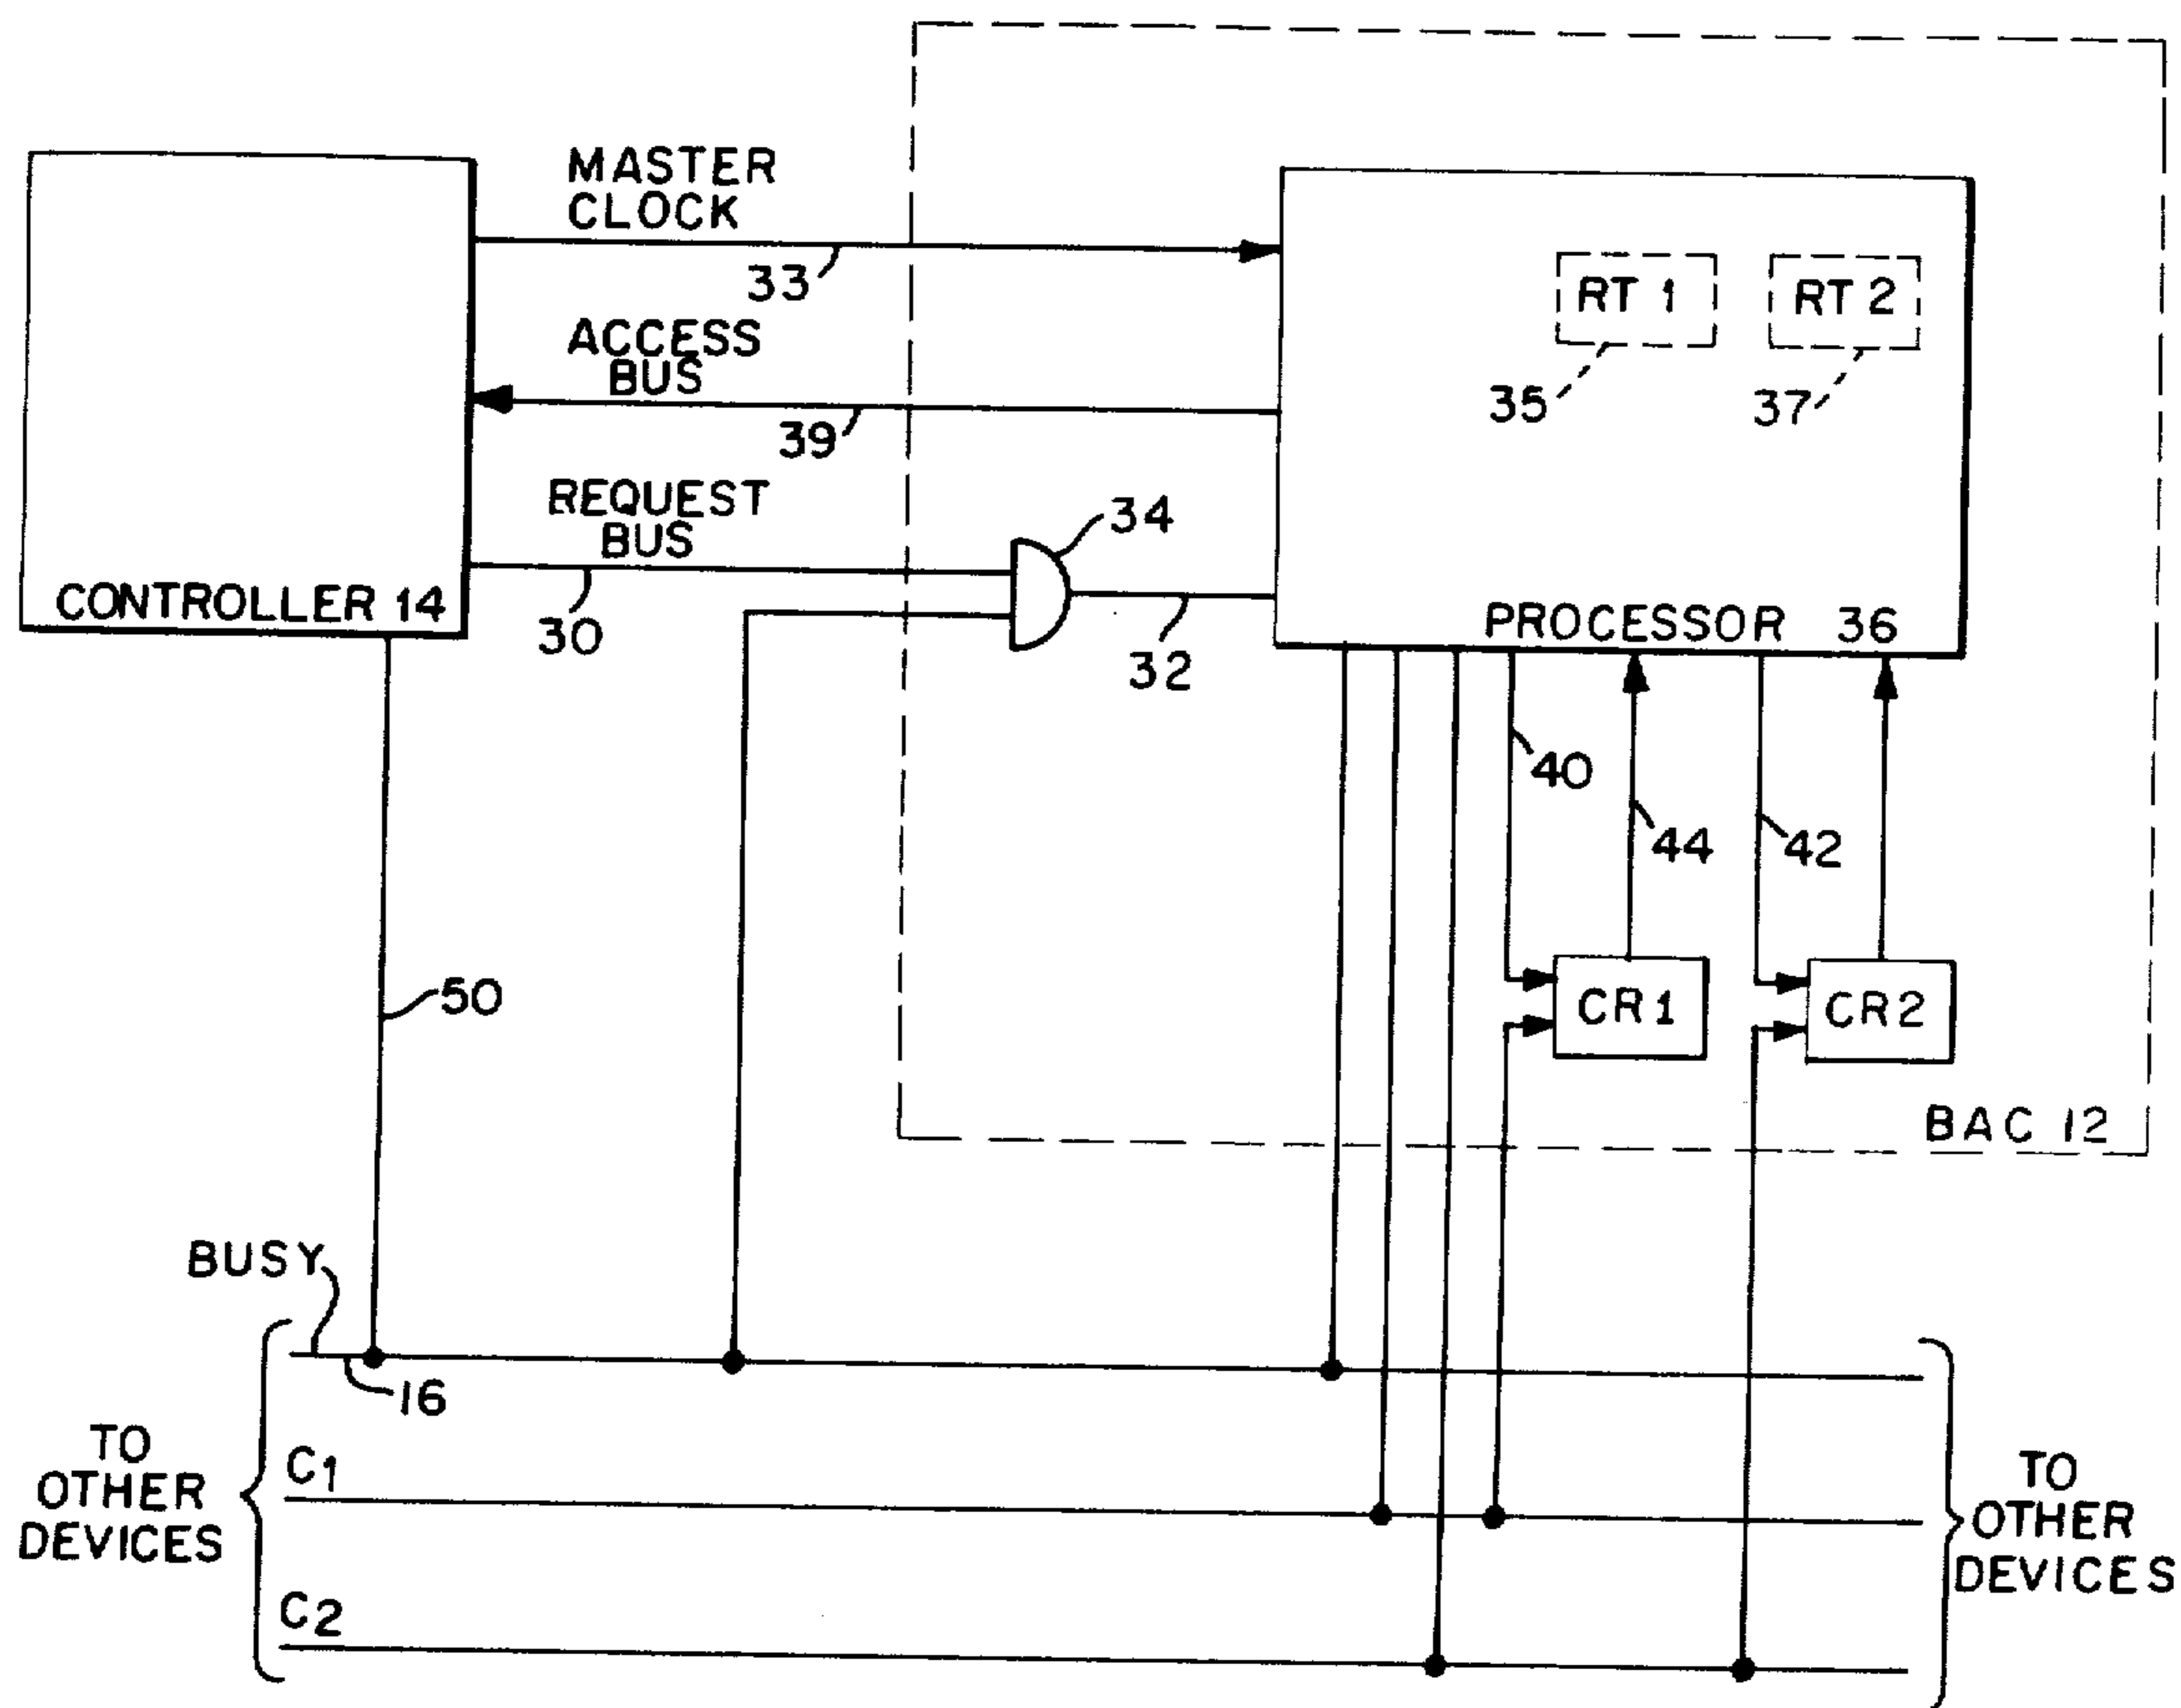 MASTER
CLOCK
33
RT 1
RT 2
35
37
ACCESS
BUS
39
REQUEST
BUS
34
CONTROLLER 14
30
32
PROCESSOR 36
40
44
42
50
CR1
CR2
BAC 12
BUSY
16
TO
OTHER
DEVICES
C1
C2
TO
OTHER
DEVICES